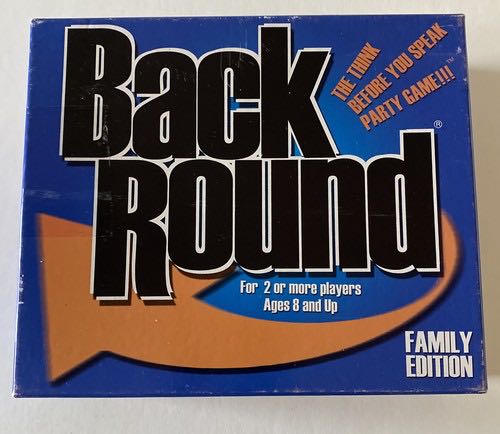 Back
Round®
THE THINK
BEFORE YOU SPEAK
PARTY GAME!!!™
For 2 or more players
Ages 8 and Up
FAMILY
EDITION